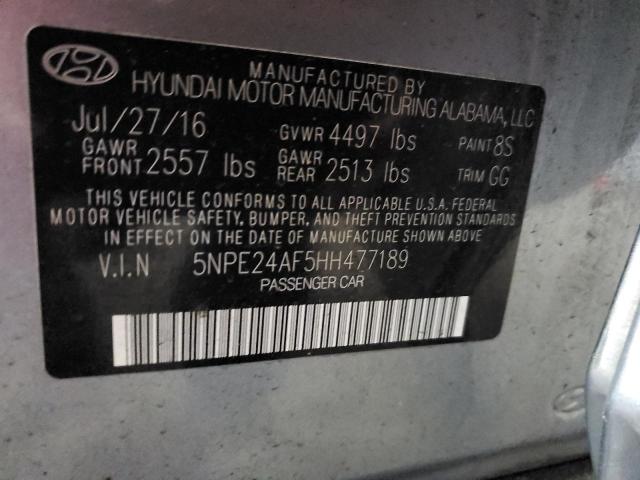 MANUFACTURED BY
HYUNDAI MOTOR MANUFACTURING ALABAMA, LLC
Jul/27/16 GVWR 4497 lbs PAINT 8S
GAWR FRONT 2557 lbs GAWR REAR 2513 lbs TRIM GG
THIS VEHICLE CONFORMS TO ALL APPLICABLE U.S.A. FEDERAL
MOTOR VEHICLE SAFETY, BUMPER, AND THEFT PREVENTION STANDARDS
IN EFFECT ON THE DATE OF MANUFACTURE SHOWN ABOVE.
V.I.N 5NPE24AF5HH477189
PASSENGER CAR